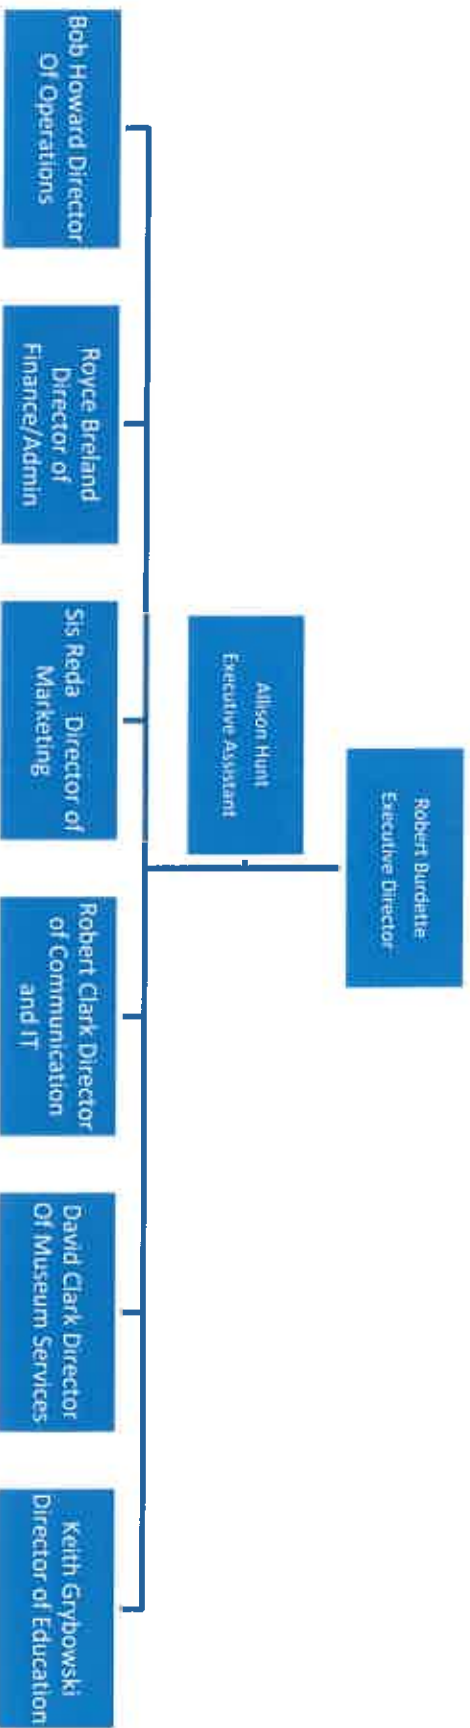 Robert Burdette
Executive Director
Allison Hunt
Executive Assistant
Bob Howard Director
Of Operations
Royce Breland
Director of
Finance/Admin
Sis Reda Director of
Marketing
Robert Clark Director
of Communication
and IT
David Clark Director
Of Museum Services
Keith Grybowski
Director of Education